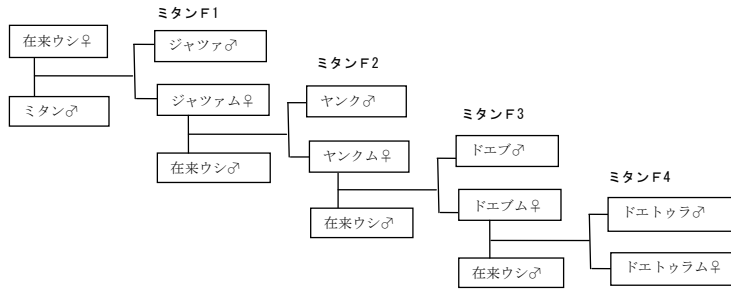 ミタンF1
在来ウシ♀
ジャツァ♂
ミタンF2
ミタン♂
ジャツァム♀
ヤンク♂
ミタンF3
在来ウシ♂
ヤンクム♀
ドエブ♂
ミタンF4
在来ウシ♂
ドエブム♀
ドエトゥラ♂
在来ウシ♂
ドエトゥラム♀